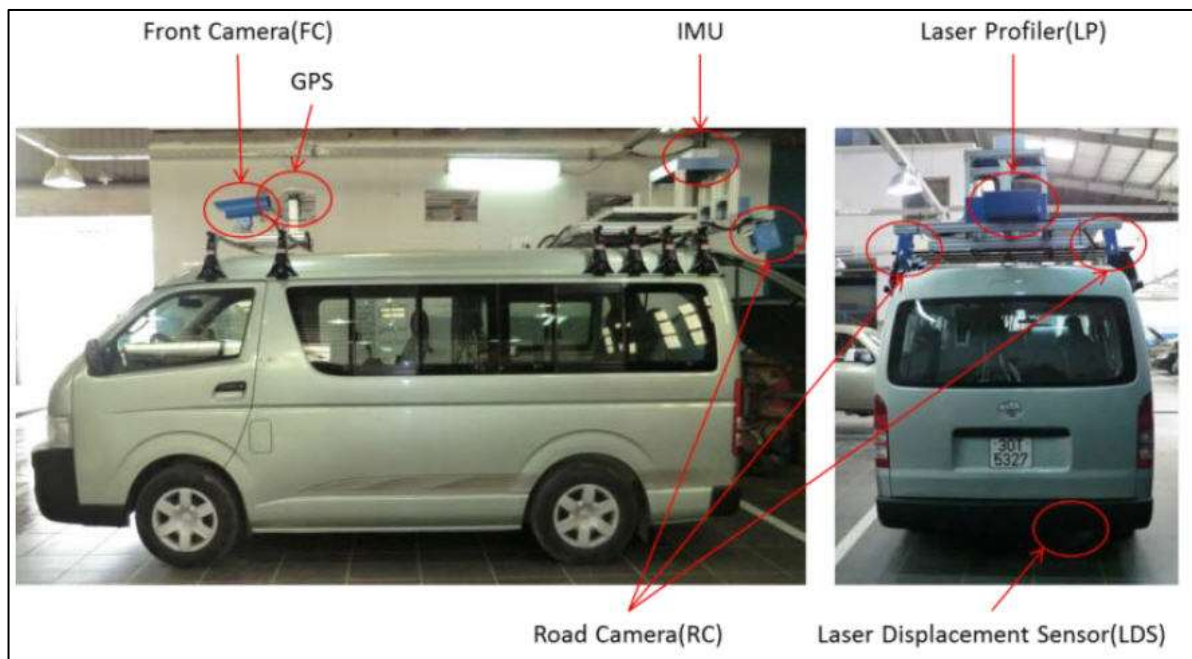 Front Camera(FC)
IMU
Laser Profiler(LP)
GPS
30T
5327
Road Camera(RC)
Laser Displacement Sensor(LDS)